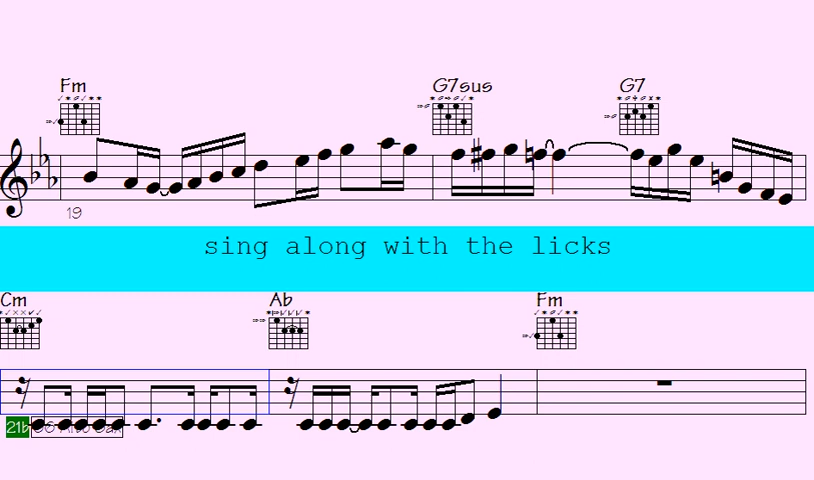 Fm G7sus G7
19
sing along with the licks
Cm Ab Fm
21b